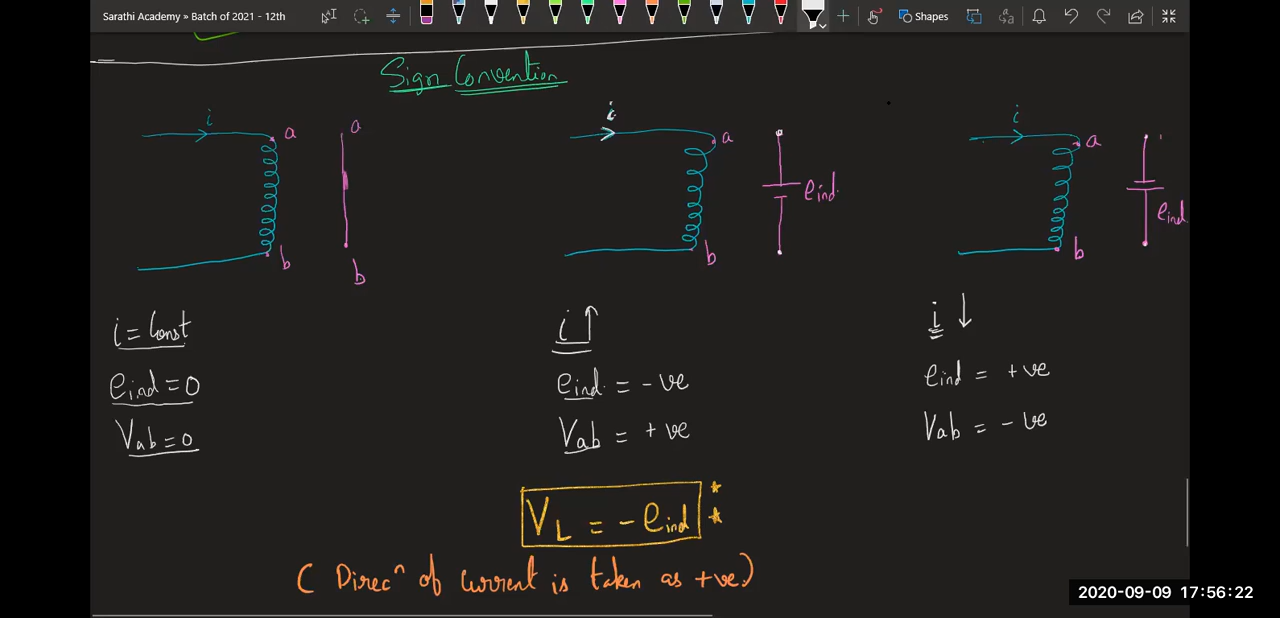 Sarathi Academy » Batch of 2021 - 12th
Shapes
Sign Convention
i
a
b
a
b
i
a
b
eind
i
a
b
eind
i = Const
eind = 0
Vab = 0
i ↑
eind = - ve
Vab = + ve
i ↓
eind = +ve
Vab = - ve
VL = - eind **
( Direcⁿ of current is taken as +ve)
2020-09-09 17:56:22